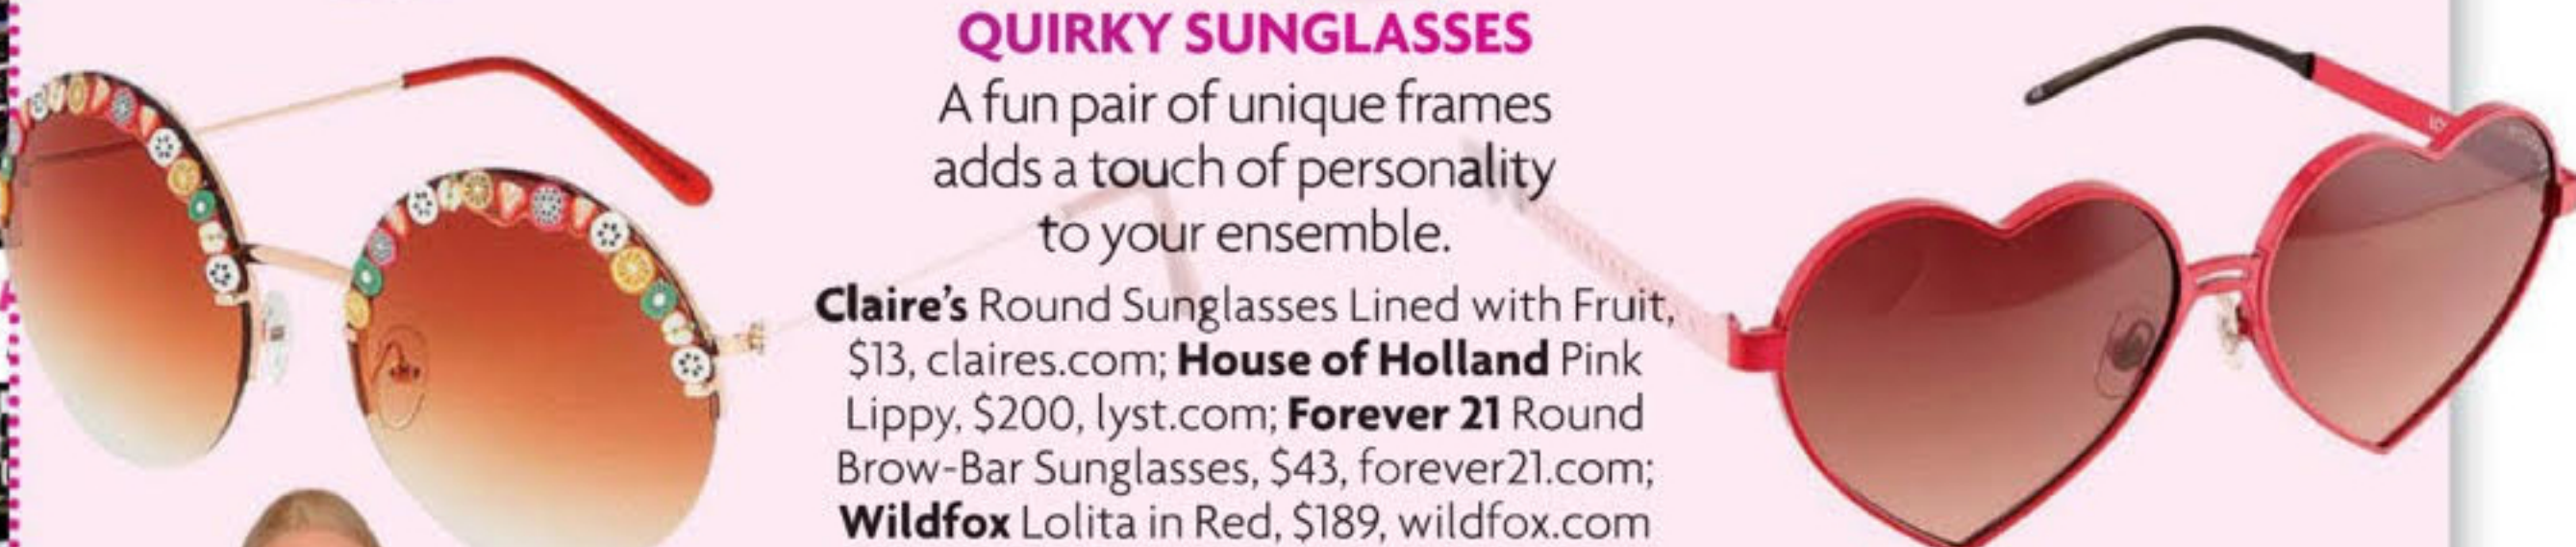 QUIRKY SUNGLASSES
A fun pair of unique frames
adds a touch of personality
to your ensemble.
Claire's Round Sunglasses Lined with Fruit,
$13, claires.com; House of Holland Pink
Lippy, $200, lyst.com; Forever 21 Round
Brow-Bar Sunglasses, $43, forever21.com;
Wildfox Lolita in Red, $189, wildfox.com